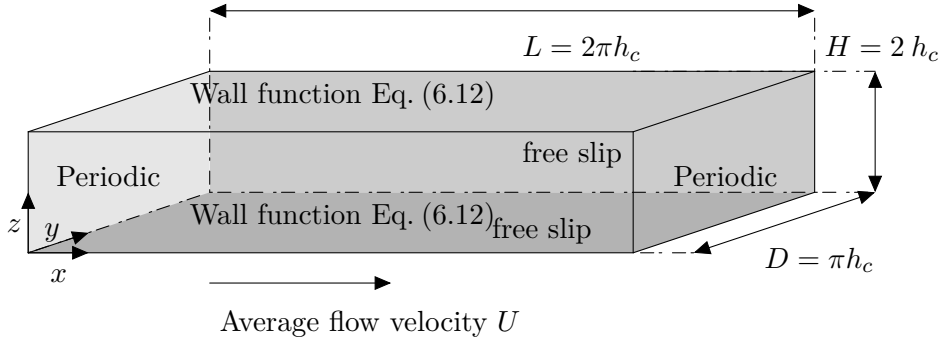 L = 2πh_c
H = 2 h_c
Wall function Eq. (6.12)
free slip
Periodic
Periodic
Wall function Eq. (6.12)
free slip
z
y
x
D = πh_c
Average flow velocity U